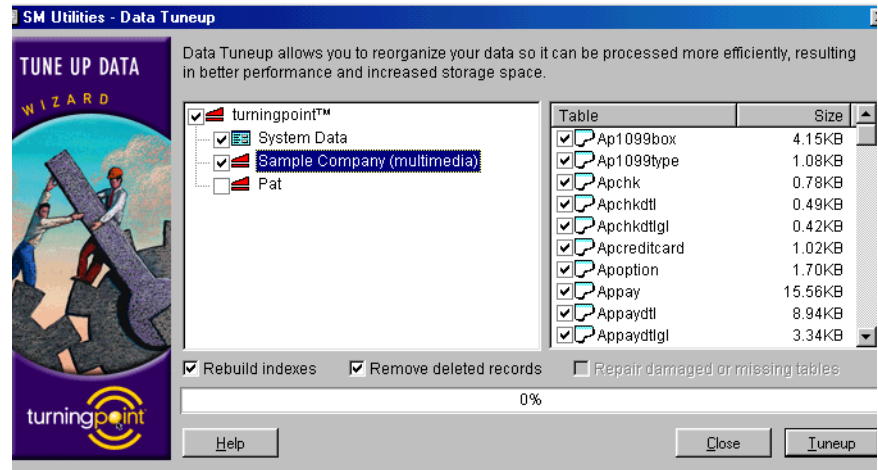 SM Utilities - Data Tuneup
TUNE UP DATA
WIZARD
Data Tuneup allows you to reorganize your data so it can be processed more efficiently, resulting
in better performance and increased storage space.
turningpoint™
System Data
Sample Company (multimedia)
Pat
Table Size
Ap1099box 4.15KB
Ap1099type 1.08KB
Apchk 0.78KB
Apchkdtl 0.49KB
Apchkdtlgl 0.42KB
Apcreditcard 1.02KB
Apoption 1.70KB
Appay 15.56KB
Appaydtl 8.94KB
Appaydtlgl 3.34KB
Rebuild indexes Remove deleted records Repair damaged or missing tables
0%
turningpoint
Help Close Tuneup